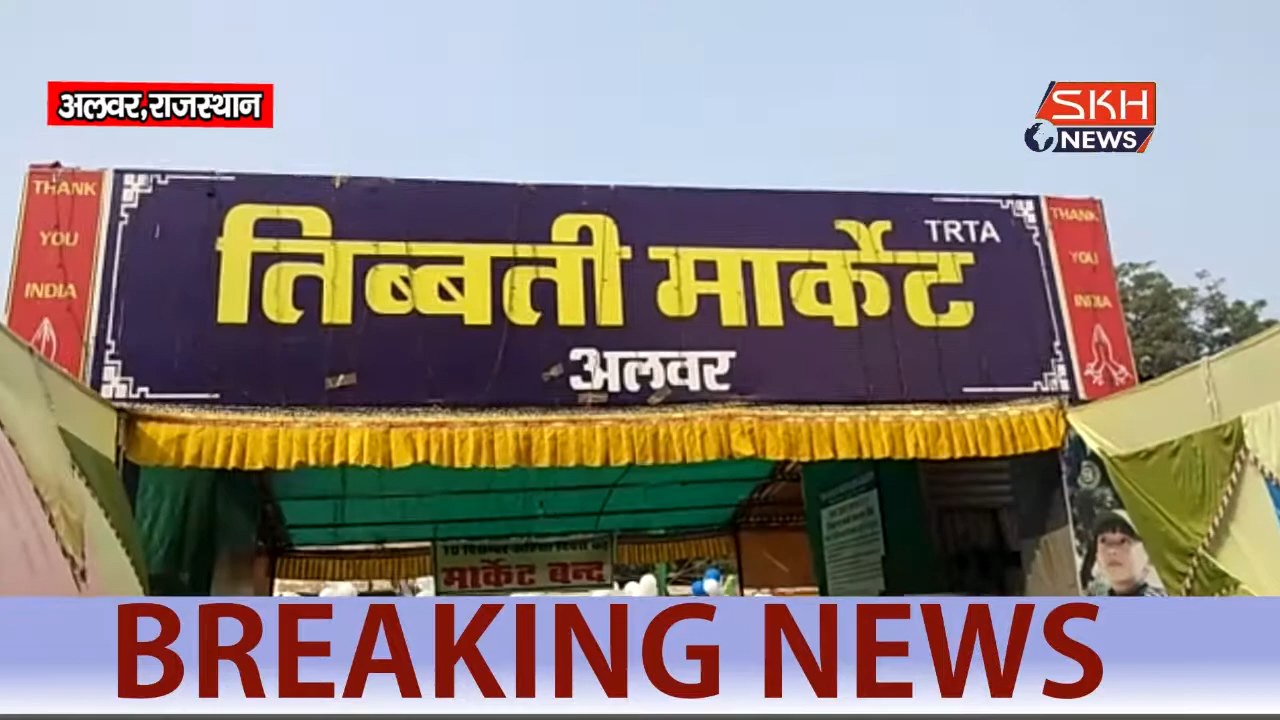 अलवर,राजस्थान
SKH
NEWS
THANK
YOU
INDIA
तिब्बती मार्केट
TRTA
अलवर
THANK
YOU
INDIA
मार्केट बन्द
BREAKING NEWS